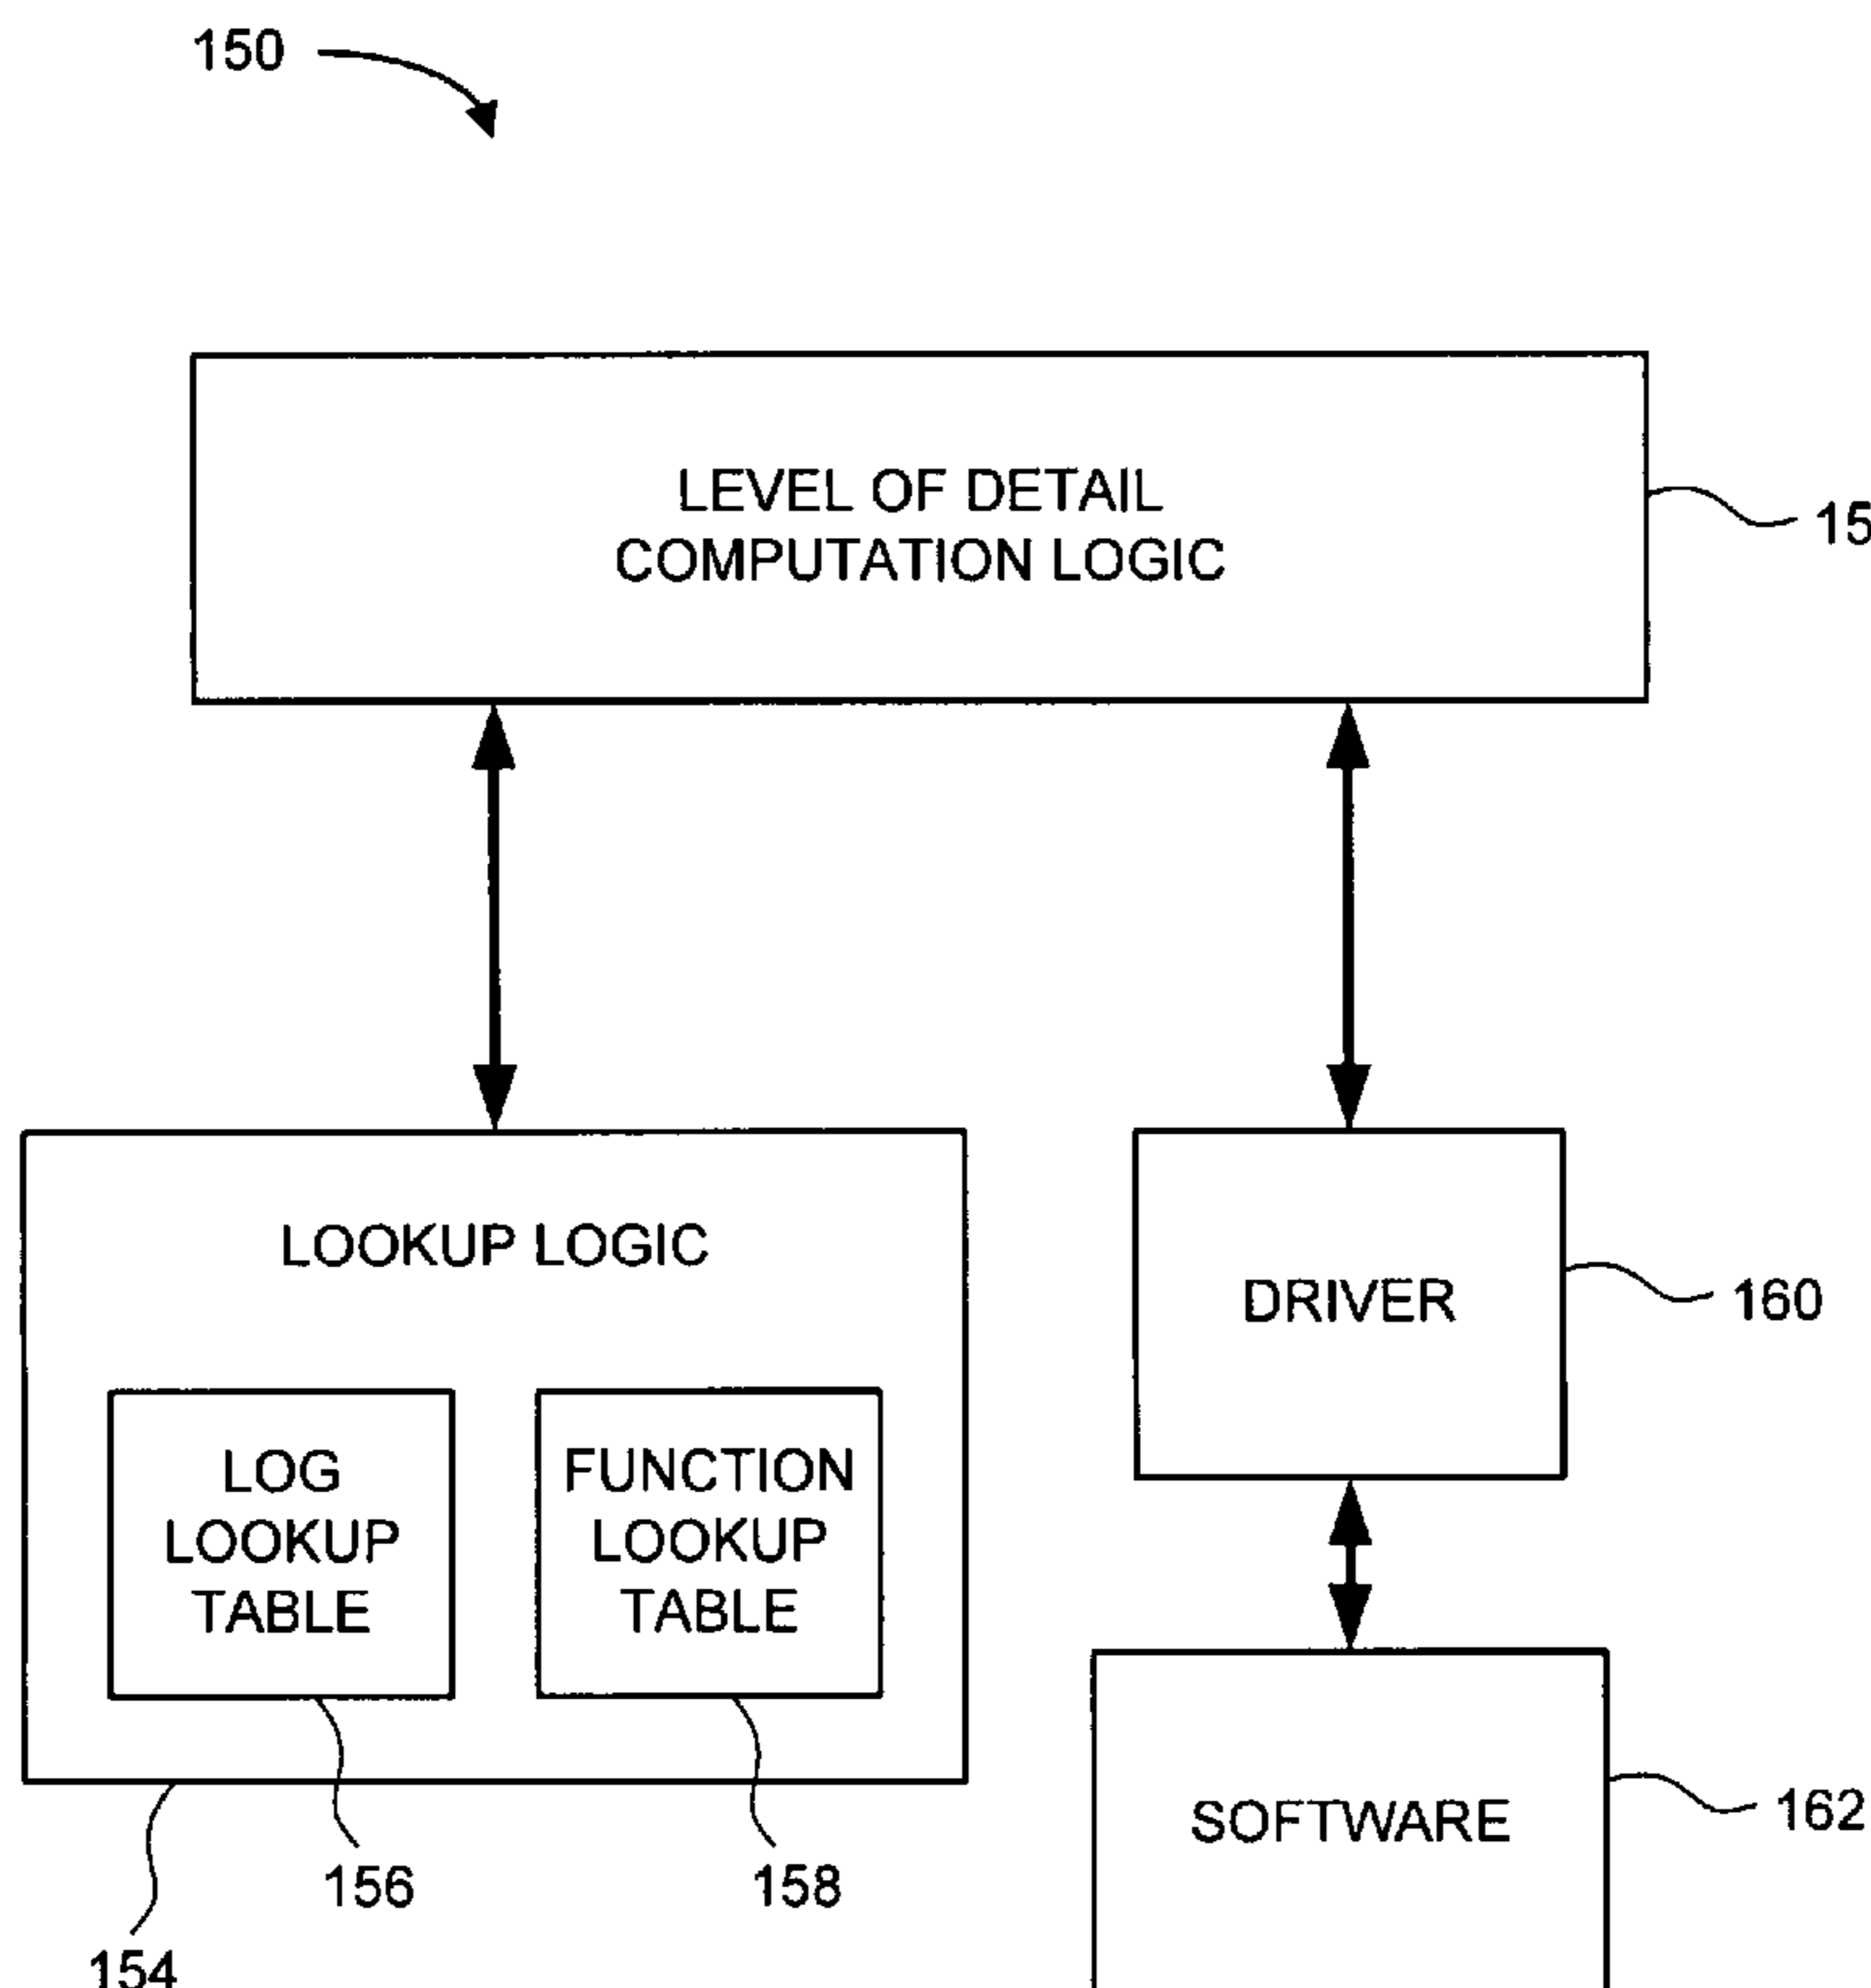 150
LEVEL OF DETAIL
COMPUTATION LOGIC
LOOKUP LOGIC
DRIVER
160
LOG
LOOKUP
TABLE
FUNCTION
LOOKUP
TABLE
SOFTWARE
162
156
158
154